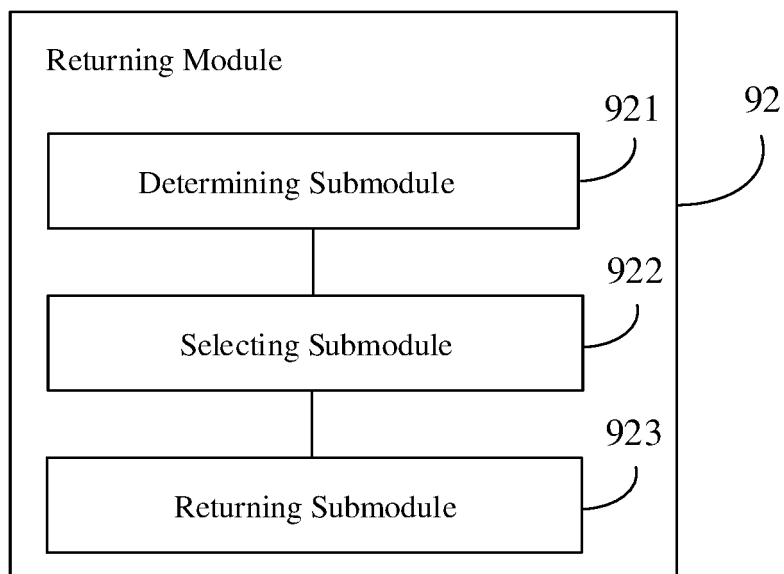 Returning Module
92
921
Determining Submodule
922
Selecting Submodule
923
Returning Submodule